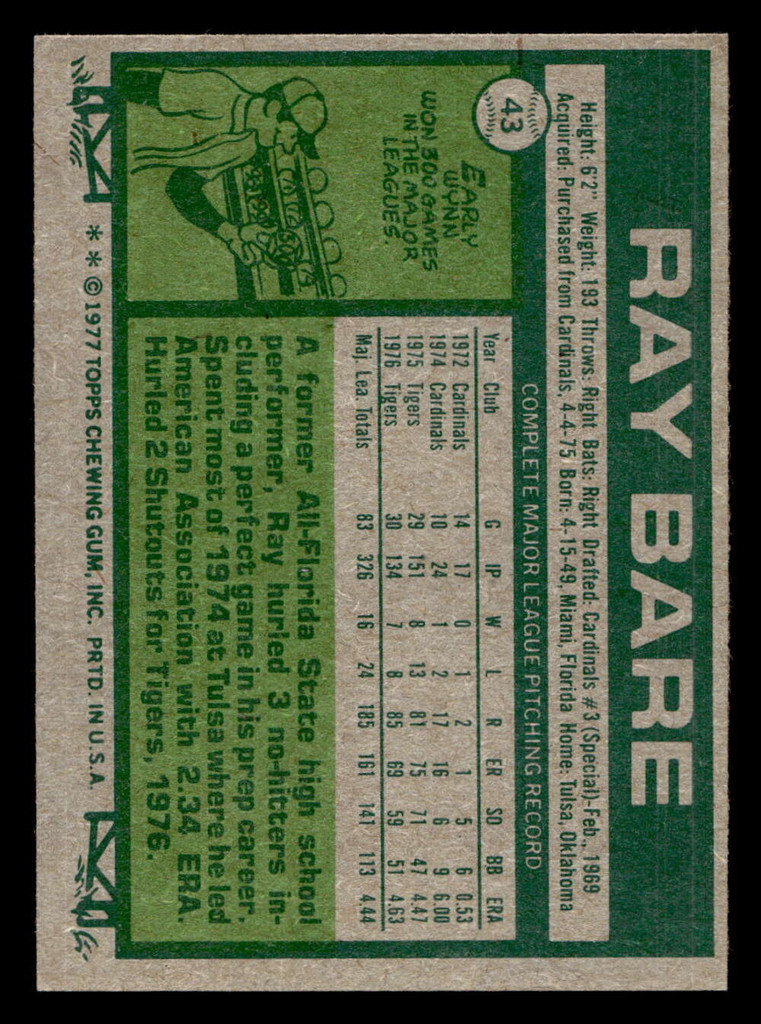 43
RAY BARE
Height: 6'2" Weight: 193 Throws: Right Bats: Right Drafted: Cardinals #3 (Special)-Feb., 1969
Acquired: Purchased from Cardinals, 4-4-75 Born: 4-15-49, Miami, Florida Home: Tulsa, Oklahoma
COMPLETE MAJOR LEAGUE PITCHING RECORD
Year Club G IP W L R ER SO BB ERA
1972 Cardinals 14 17 0 1 2 1 5 6 0.53
1974 Cardinals 10 24 1 2 17 16 6 9 6.00
1975 Tigers 29 151 8 13 81 75 71 47 4.47
1976 Tigers 30 134 7 8 85 69 59 51 4.63
Maj. Lea. Totals 83 326 16 24 185 161 141 113 4.44
EARLY
WYNN
WON 300 GAMES
IN THE MAJOR
LEAGUES.
A former All-Florida State high school
performer, Ray hurled 3 no-hitters in-
cluding a perfect game in his prep career.
Spent most of 1974 at Tulsa where he led
American Association with 2.34 ERA.
Hurled 2 Shutouts for Tigers, 1976.
* * © 1977 TOPPS CHEWING GUM, INC. PRTD. IN U.S.A.